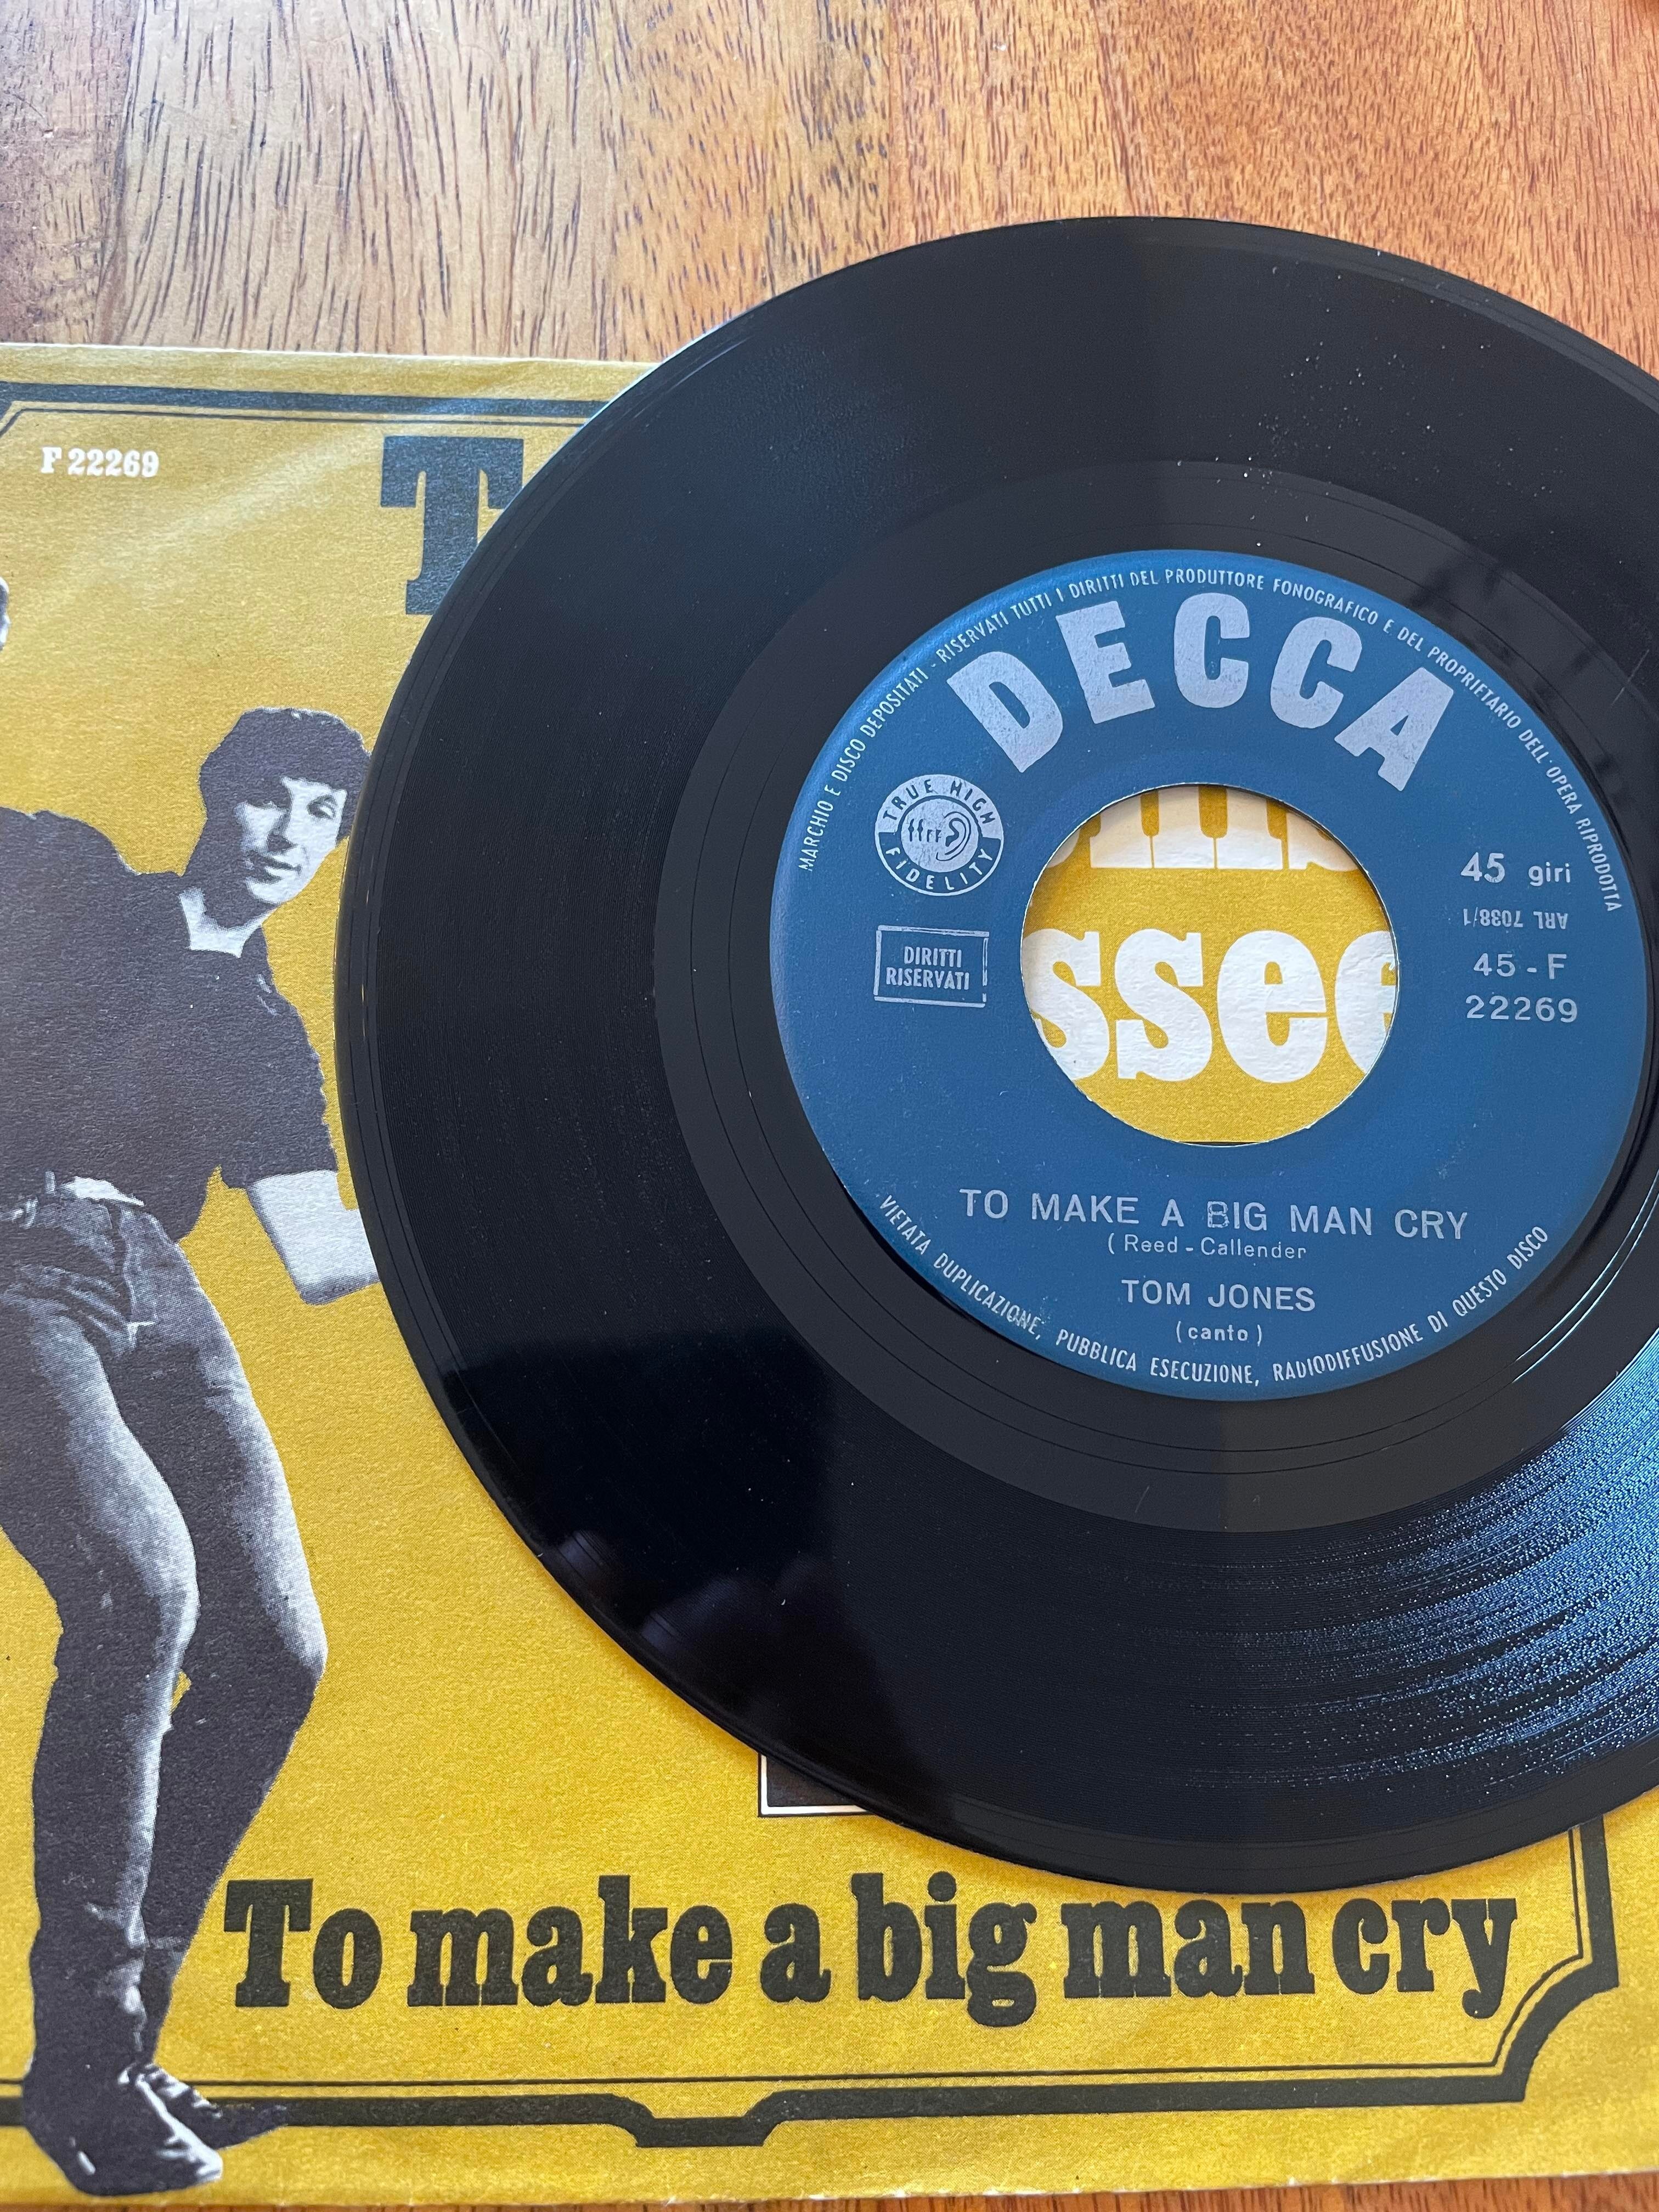 F 22269
T
MARCHIO E DISCO DEPOSITATI - RISERVATI TUTTI I DIRITTI DEL PRODUTTORE FONOGRAFICO E DEL PROPRIETARIO DELL'OPERA RIPRODOTTA
DECCA
TRUE HIGH
ffrr
FIDELITY
45 giri
ARL 7038/1
DIRITTI
RISERVATI
45-F
22269
ssee
TO MAKE A BIG MAN CRY
( Reed - Callender
TOM JONES
(canto)
VIETATA DUPLICAZIONE, PUBBLICA ESECUZIONE, RADIODIFFUSIONE DI QUESTO DISCO
To make a big man cry